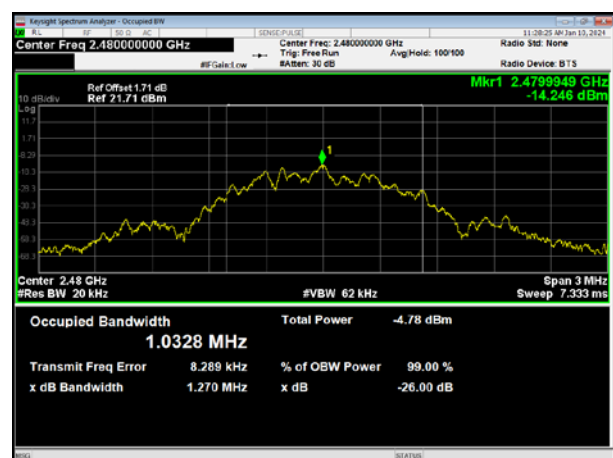 Keysight Spectrum Analyzer - Occupied BW
RL RF 50 Ω AC SENSE:PULSE 11:20:25 AM Jan 10, 2024
Center Freq 2.480000000 GHz Center Freq: 2.480000000 GHz Radio Std: None
Trig: Free Run Avg|Hold: 100/100
#IFGain:Low #Atten: 30 dB Radio Device: BTS
Ref Offset 1.71 dB Mkr1 2.4799949 GHz
10 dB/div Ref 21.71 dBm -14.246 dBm
Log
11.7
1.71
-8.29
-18.3
-28.3
-38.3
-48.3
-58.3
-68.3
1
Center 2.48 GHz Span 3 MHz
#Res BW 20 kHz #VBW 62 kHz Sweep 7.333 ms
Occupied Bandwidth Total Power -4.78 dBm
1.0328 MHz
Transmit Freq Error 8.289 kHz % of OBW Power 99.00 %
x dB Bandwidth 1.270 MHz x dB -26.00 dB
MSG STATUS